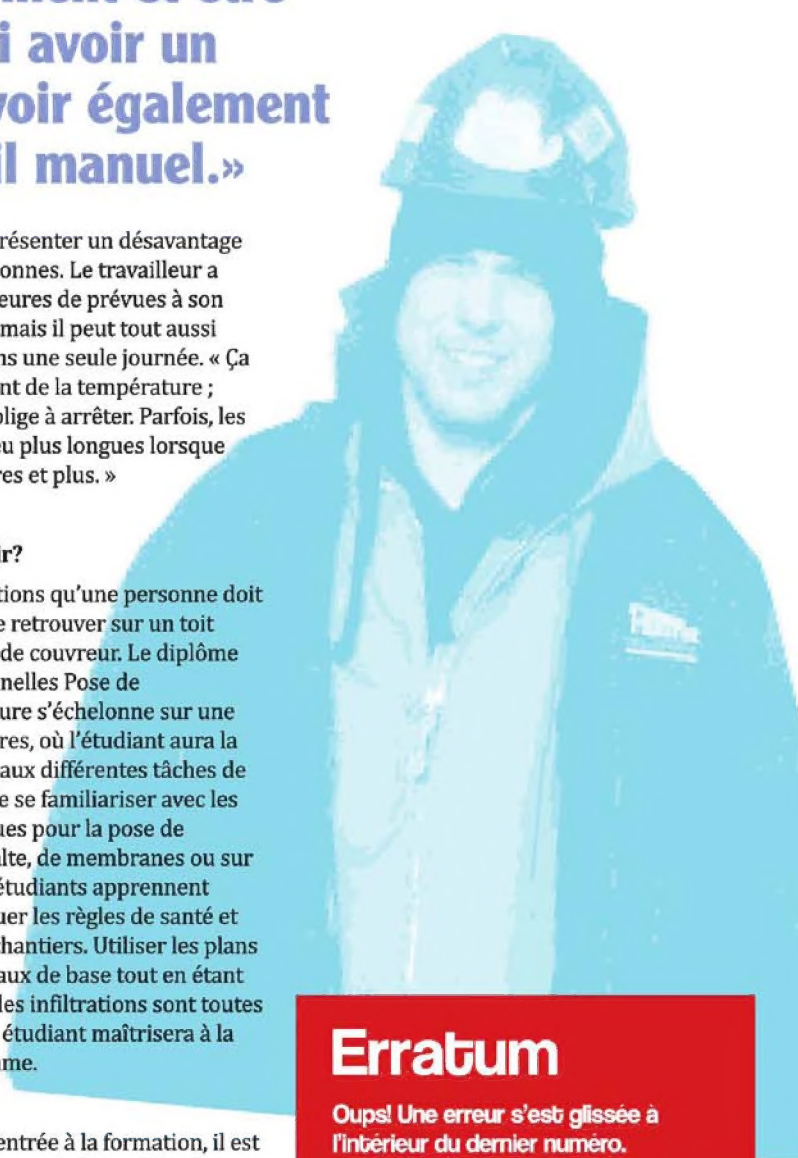 avoir un
également
manuel.»
résenter un désavantage
onnes. Le travailleur a
eures de prévues à son
mais il peut tout aussi
ns une seule journée. « Ça
nt de la température ;
blige à arrêter. Parfois, les
eu plus longues lorsque
res et plus. »
ir?
tions qu’une personne doit
e retrouver sur un toit
de couvreur. Le diplôme
nelles Pose de
ure s’échelonne sur une
res, où l’étudiant aura la
aux différentes tâches de
e se familiariser avec les
ues pour la pose de
lte, de membranes ou sur
étudiants apprennent
uer les règles de santé et
hantiers. Utiliser les plans
aux de base tout en étant
les infiltrations sont toutes
étudiant maîtrisera à la
me.
entrée à la formation, il est
Erratum
Oups! Une erreur s’est glissée à
l’intérieur du dernier numéro.